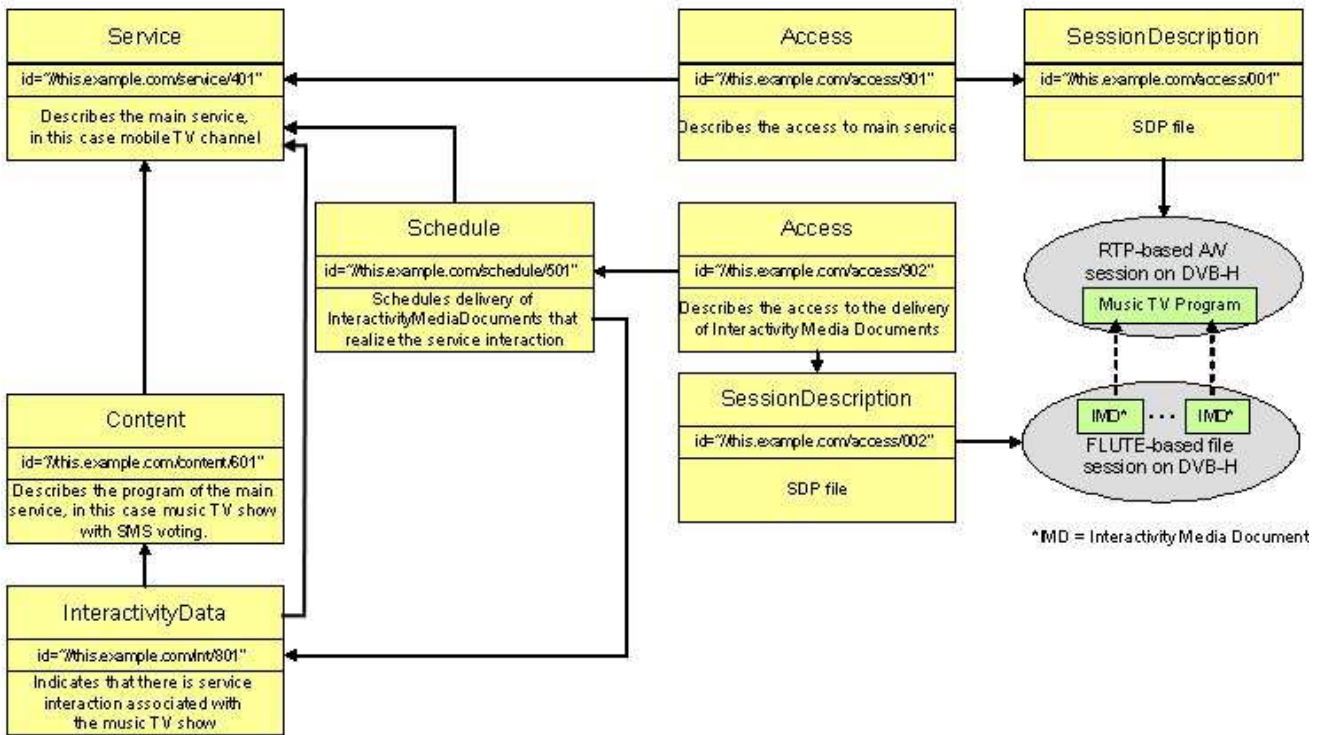 Service
id="//this.example.com/service/401"
Describes the main service,
in this case mobile TV channel
Access
id="//this.example.com/access/901"
Describes the access to main service
SessionDescription
id="//this.example.com/access/001"
SDP file
Schedule
id="//this.example.com/schedule/501"
Schedules delivery of
InteractivityMediaDocuments that
realize the service interaction
Access
id="//this.example.com/access/902"
Describes the access to the delivery
of Interactivity Media Documents
RTP-based A/V
session on DVB-H
Music TV Program
SessionDescription
id="//this.example.com/access/002"
SDP file
IMD* ... IMD*
FLUTE-based file
session on DVB-H
*IMD = Interactivity Media Document
Content
id="//this.example.com/content/601"
Describes the program of the main
service, in this case music TV show
with SMS voting.
InteractivityData
id="//this.example.com/int/801"
Indicates that there is service
interaction associated with
the music TV show